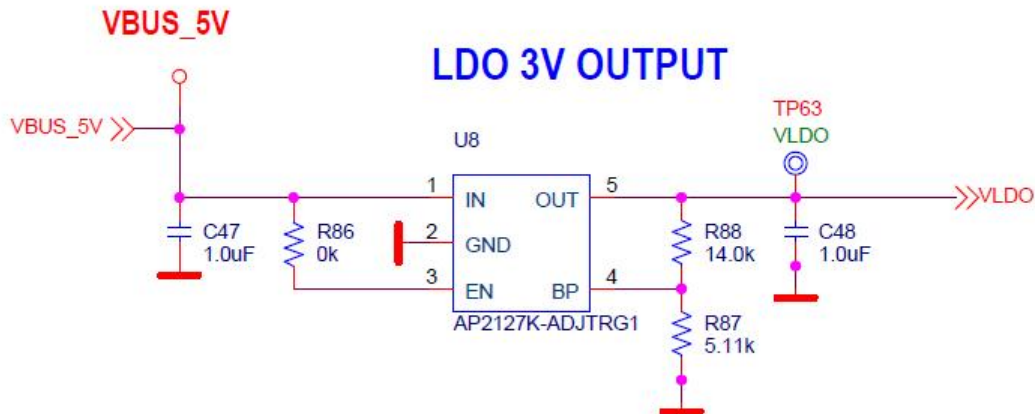 VBUS_5V
LDO 3V OUTPUT
VBUS_5V
TP63
VLDO
U8
1
IN
OUT
5
VLDO
C47
1.0uF
R86
0k
2
GND
R88
14.0k
C48
1.0uF
3
EN
BP
4
AP2127K-ADJTRG1
R87
5.11k